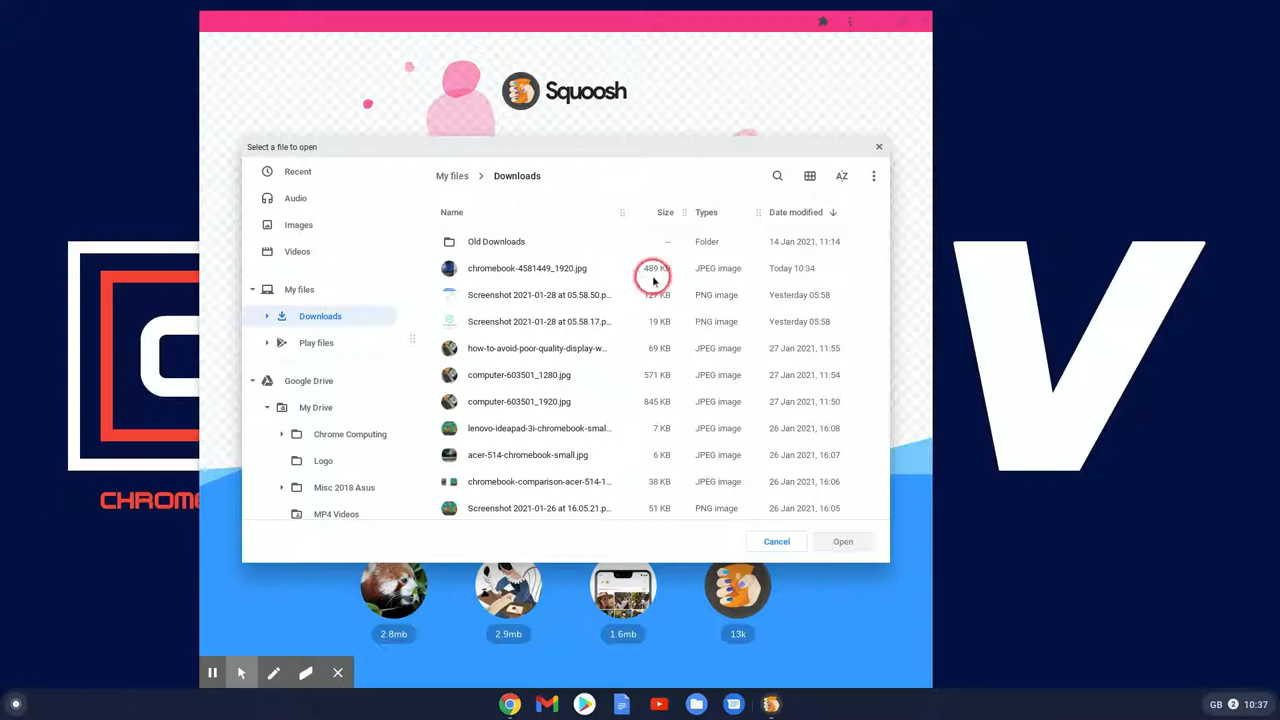 Squoosh
Select a file to open
Recent
Audio
Images
Videos
My files
Downloads
Play files
Google Drive
My Drive
Chrome Computing
Logo
Misc 2018 Asus
MP4 Videos
My files > Downloads
AZ
Name Size Types Date modified
Old Downloads -- Folder 14 Jan 2021, 11:14
chromebook-4581449_1920.jpg 489 KB JPEG image Today 10:34
Screenshot 2021-01-28 at 05.58.50.p... 127 KB PNG image Yesterday 05:58
Screenshot 2021-01-28 at 05.58.17.p... 19 KB PNG image Yesterday 05:58
how-to-avoid-poor-quality-display-w... 69 KB JPEG image 27 Jan 2021, 11:55
computer-603501_1280.jpg 571 KB JPEG image 27 Jan 2021, 11:54
computer-603501_1920.jpg 845 KB JPEG image 27 Jan 2021, 11:50
lenovo-ideapad-3i-chromebook-smal... 7 KB JPEG image 26 Jan 2021, 16:08
acer-514-chromebook-small.jpg 6 KB JPEG image 26 Jan 2021, 16:07
chromebook-comparison-acer-514-1... 38 KB JPEG image 26 Jan 2021, 16:06
Screenshot 2021-01-26 at 16.05.21.p... 51 KB PNG image 26 Jan 2021, 16:05
Cancel Open
V
CHROME
2.8mb 2.9mb 1.6mb 13k
GB 2 10:37